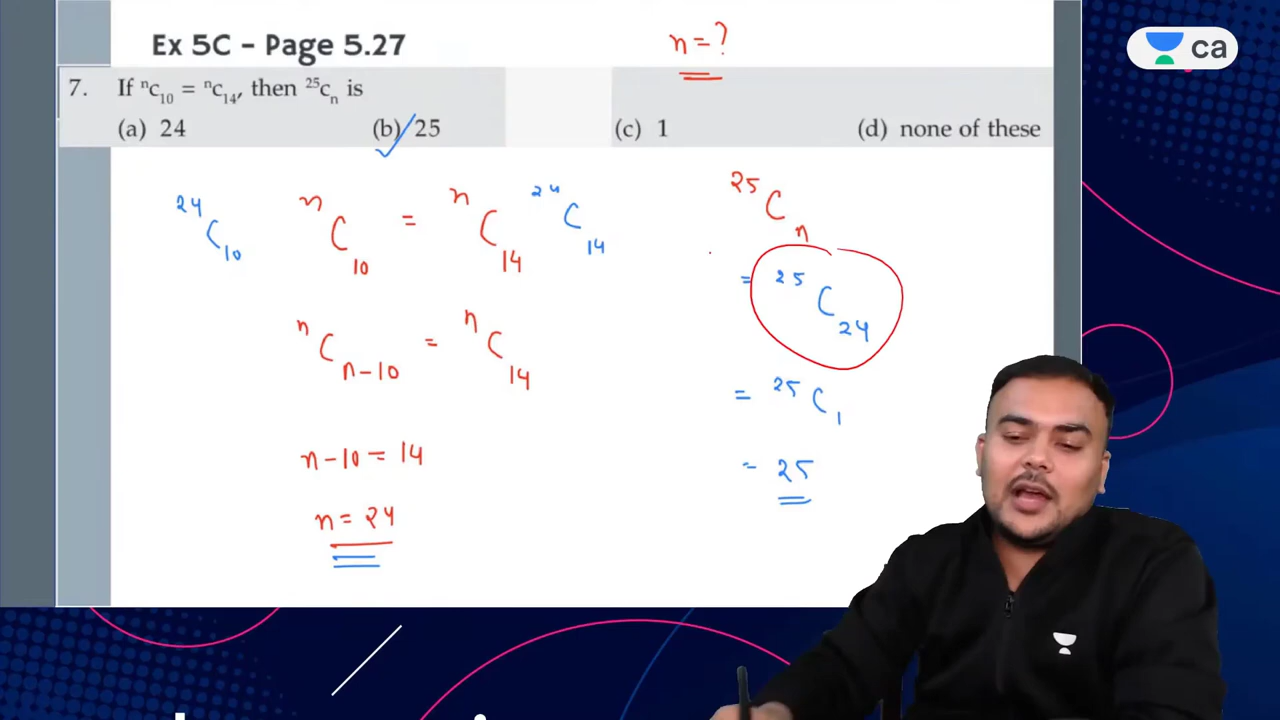 Ex 5C - Page 5.27
n = ?
ca
7. If ⁿc₁₀ = ⁿc₁₄, then ²⁵cₙ is
(a) 24 (b) 25 (c) 1 (d) none of these
²⁴C₁₀ ⁿC₁₀ = ⁿC₁₄ ²⁴C₁₄
ⁿCₙ₋₁₀ = ⁿC₁₄
n - 10 = 14
n = 24
²⁵Cₙ
= ²⁵C₂₄
= ²⁵C₁
= 25